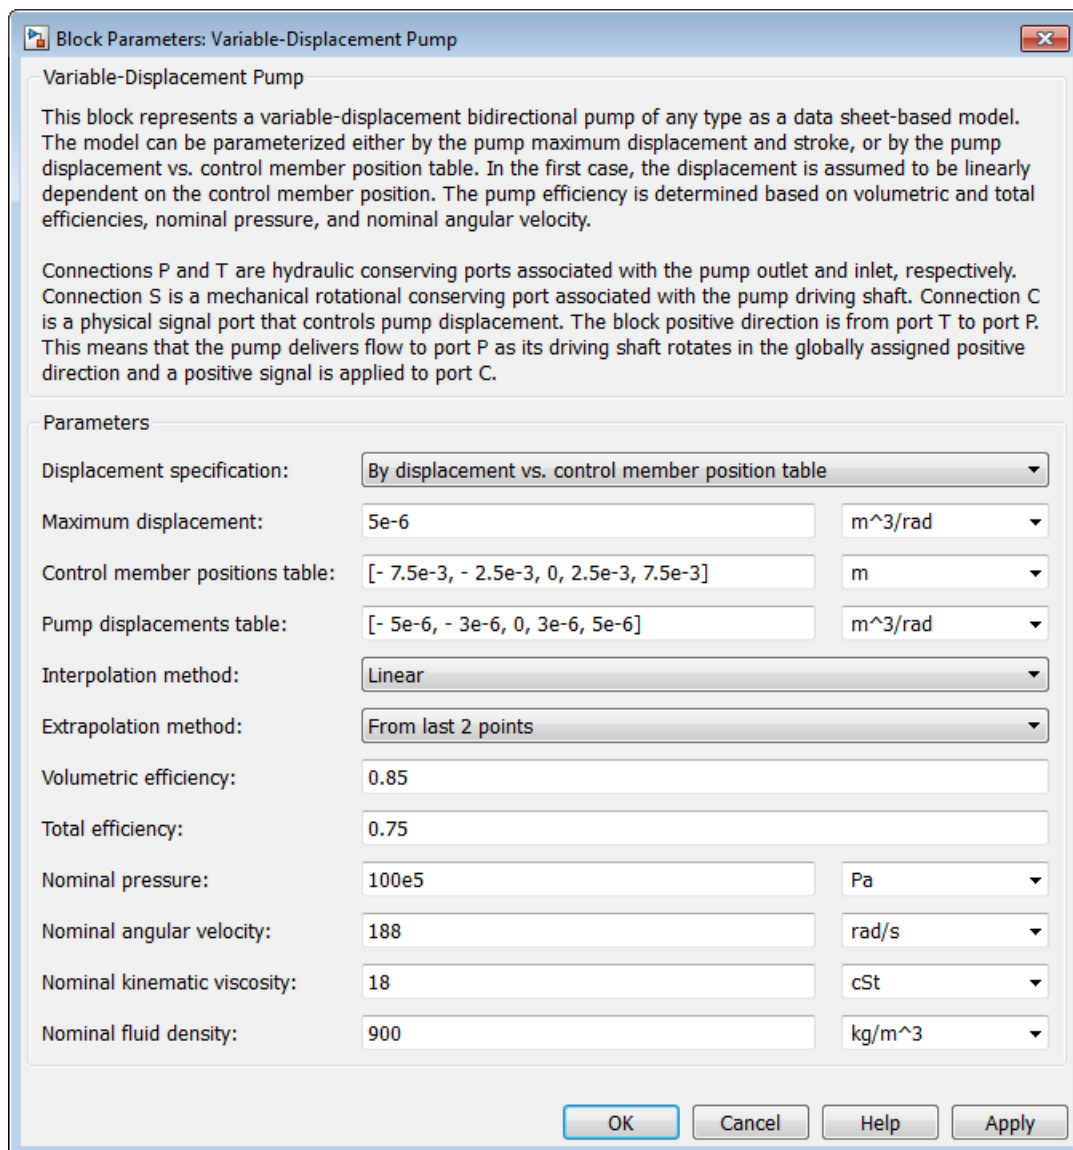 Block Parameters: Variable-Displacement Pump
Variable-Displacement Pump
This block represents a variable-displacement bidirectional pump of any type as a data sheet-based model.
The model can be parameterized either by the pump maximum displacement and stroke, or by the pump
displacement vs. control member position table. In the first case, the displacement is assumed to be linearly
dependent on the control member position. The pump efficiency is determined based on volumetric and total
efficiencies, nominal pressure, and nominal angular velocity.
Connections P and T are hydraulic conserving ports associated with the pump outlet and inlet, respectively.
Connection S is a mechanical rotational conserving port associated with the pump driving shaft. Connection C
is a physical signal port that controls pump displacement. The block positive direction is from port T to port P.
This means that the pump delivers flow to port P as its driving shaft rotates in the globally assigned positive
direction and a positive signal is applied to port C.
Parameters
Displacement specification: By displacement vs. control member position table
Maximum displacement: 5e-6 m^3/rad
Control member positions table: [- 7.5e-3, - 2.5e-3, 0, 2.5e-3, 7.5e-3] m
Pump displacements table: [- 5e-6, - 3e-6, 0, 3e-6, 5e-6] m^3/rad
Interpolation method: Linear
Extrapolation method: From last 2 points
Volumetric efficiency: 0.85
Total efficiency: 0.75
Nominal pressure: 100e5 Pa
Nominal angular velocity: 188 rad/s
Nominal kinematic viscosity: 18 cSt
Nominal fluid density: 900 kg/m^3
OK Cancel Help Apply